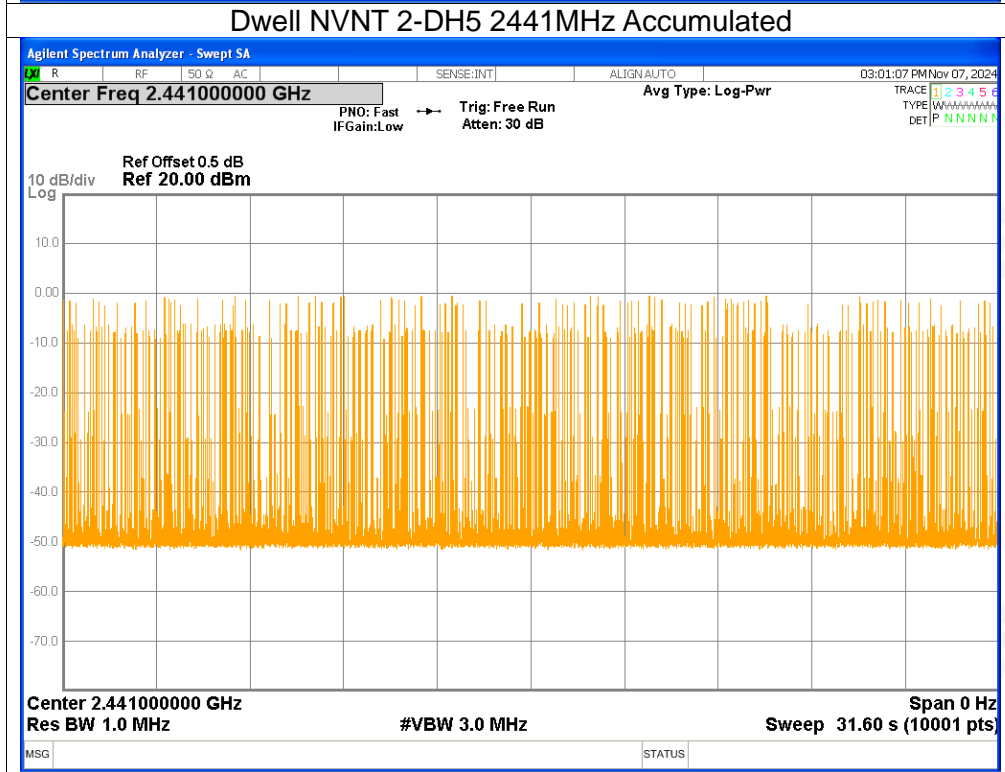 Dwell NVNT 2-DH5 2441MHz Accumulated
Agilent Spectrum Analyzer - Swept SA
LXI R RF 50 Ω AC SENSE:INT ALIGN AUTO 03:01:07 PM Nov 07, 2024
Center Freq 2.441000000 GHz Avg Type: Log-Pwr TRACE 1 2 3 4 5 6
PNO: Fast Trig: Free Run TYPE
IFGain:Low Atten: 30 dB DET P N N N N N
Ref Offset 0.5 dB
10 dB/div Ref 20.00 dBm
Log
10.0
0.00
-10.0
-20.0
-30.0
-40.0
-50.0
-60.0
-70.0
Center 2.441000000 GHz Span 0 Hz
Res BW 1.0 MHz #VBW 3.0 MHz Sweep 31.60 s (10001 pts)
MSG STATUS